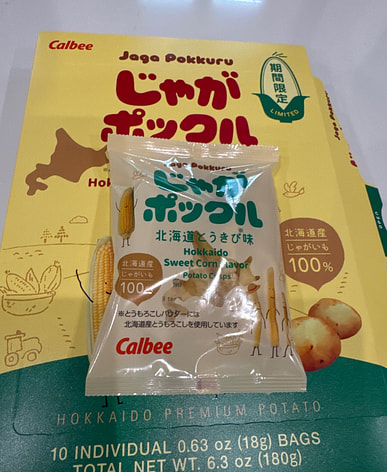 Calbee
Jaga Pokkuru
じゃが
ポックル
期間限定
LIMITED
Jaga Pokkuru
北海道産
じゃがいも
100%
Jaga Pokkuru
じゃが
ポックル
北海道とうきび味
Hokkaido
Sweet Corn Flavor
Potato Crisps
北海道産
じゃがいも
100
※とうもろこしパウダーには
北海道産とうもろこしを使用しています
Calbee
HOKKAIDO PREMIUM POTATO
10 INDIVIDUAL 0.63 oz (18g) BAGS
TOTAL NET WT. 6.3 oz (180g)